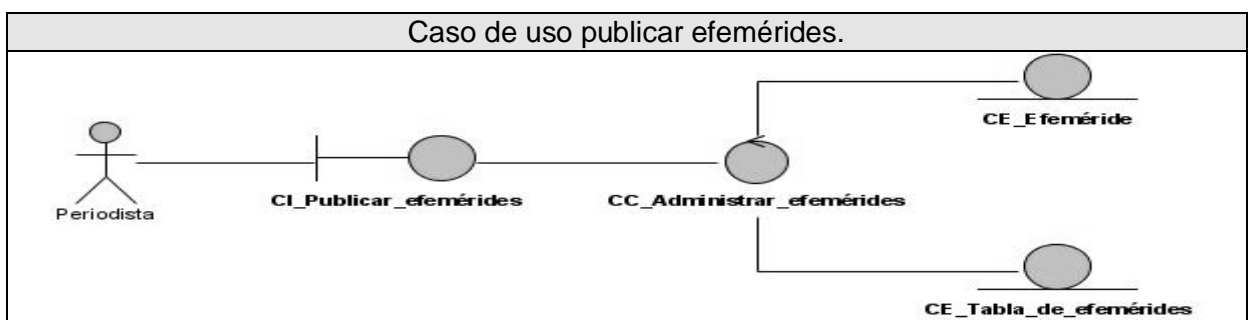 Caso de uso publicar efemérides.
CE_Efeméride
CI_Publicar_efemérides
CC_Administrar_efemérides
Periodista
CE_Tabla_de_efemérides